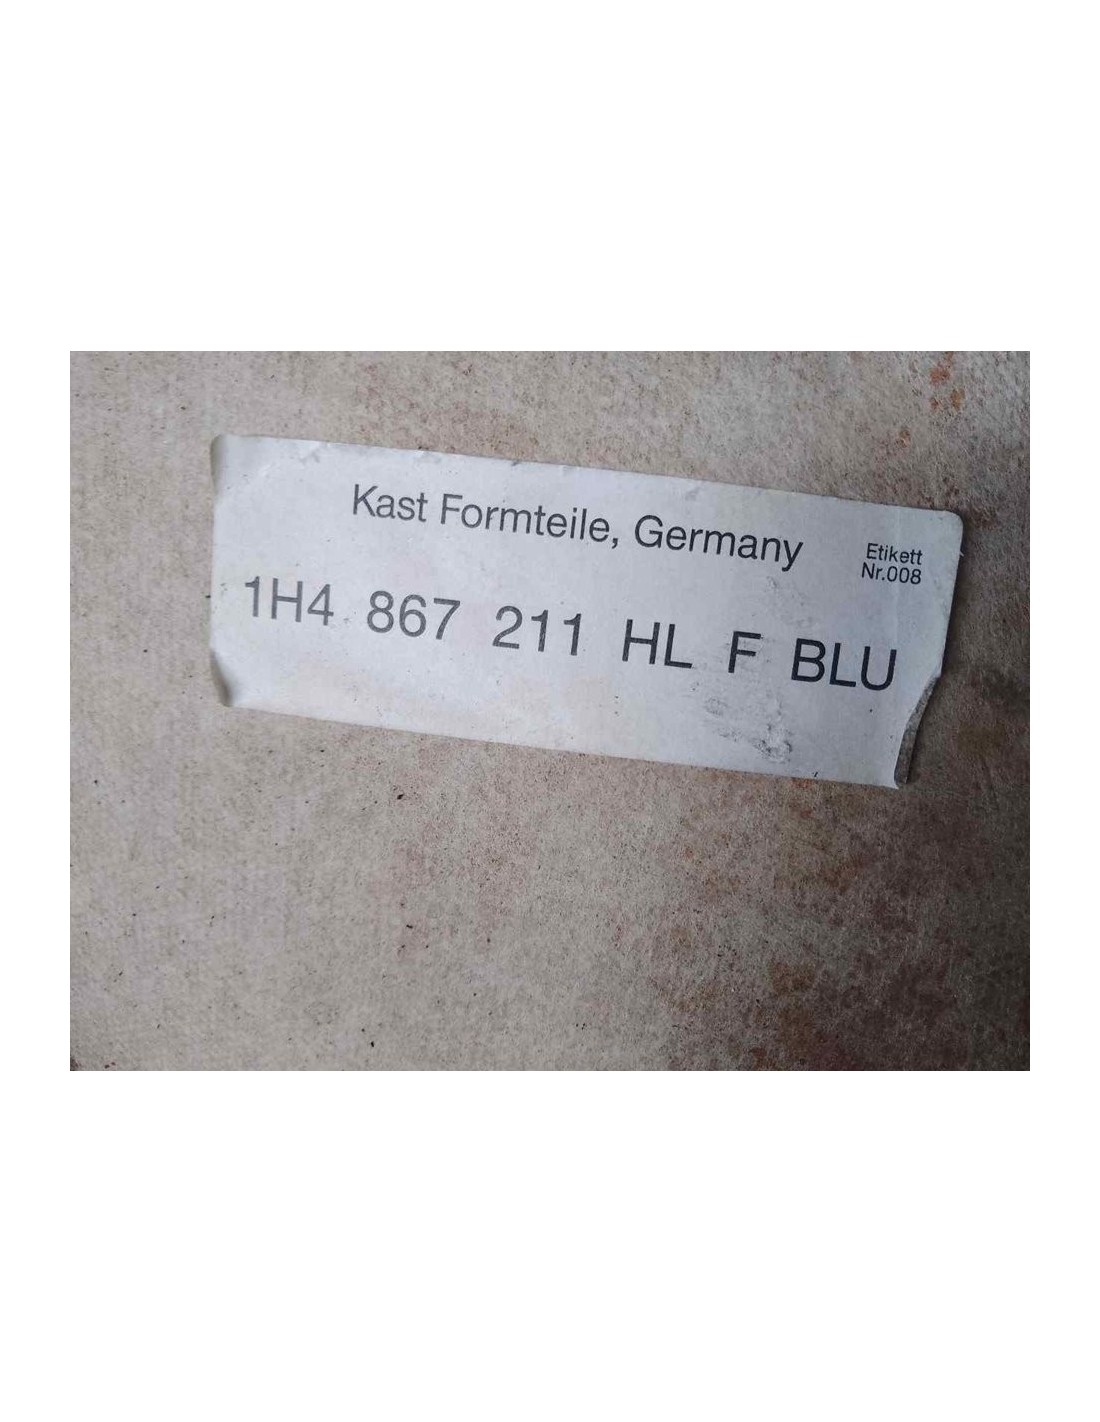 Kast Formteile, Germany
Etikett
Nr.008
1H4 867 211 HL F BLU